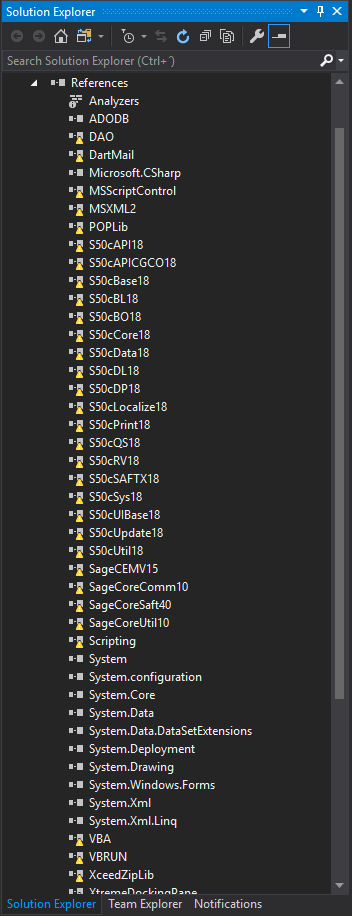 Solution Explorer
Search Solution Explorer (Ctrl+´)
References
Analyzers
ADODB
DAO
DartMail
Microsoft.CSharp
MSScriptControl
MSXML2
POPLib
S50cAPI18
S50cAPICGCO18
S50cBase18
S50cBL18
S50cBO18
S50cCore18
S50cData18
S50cDL18
S50cDP18
S50cLocalize18
S50cPrint18
S50cQS18
S50cRV18
S50cSAFTX18
S50cSys18
S50cUIBase18
S50cUpdate18
S50cUtil18
SageCEMV15
SageCoreComm10
SageCoreSaft40
SageCoreUtil10
Scripting
System
System.configuration
System.Core
System.Data
System.Data.DataSetExtensions
System.Deployment
System.Drawing
System.Windows.Forms
System.Xml
System.Xml.Linq
VBA
VBRUN
XceedZipLib
XtremeDockingPane
Solution Explorer Team Explorer Notifications